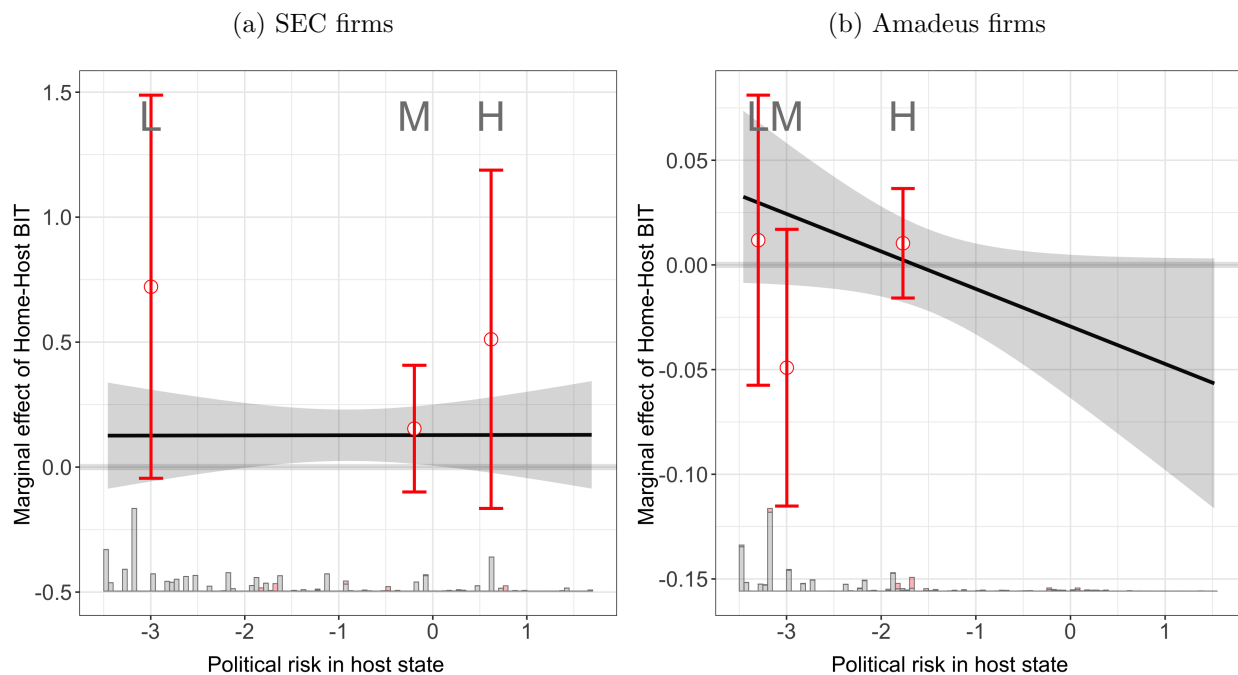 (a) SEC firms
Marginal effect of Home-Host BIT
1.5
1.0
0.5
0.0
-0.5
L
M
H
-3
-2
-1
0
1
Political risk in host state
(b) Amadeus firms
Marginal effect of Home-Host BIT
0.05
0.00
-0.05
-0.10
-0.15
L
M
H
-3
-2
-1
0
1
Political risk in host state